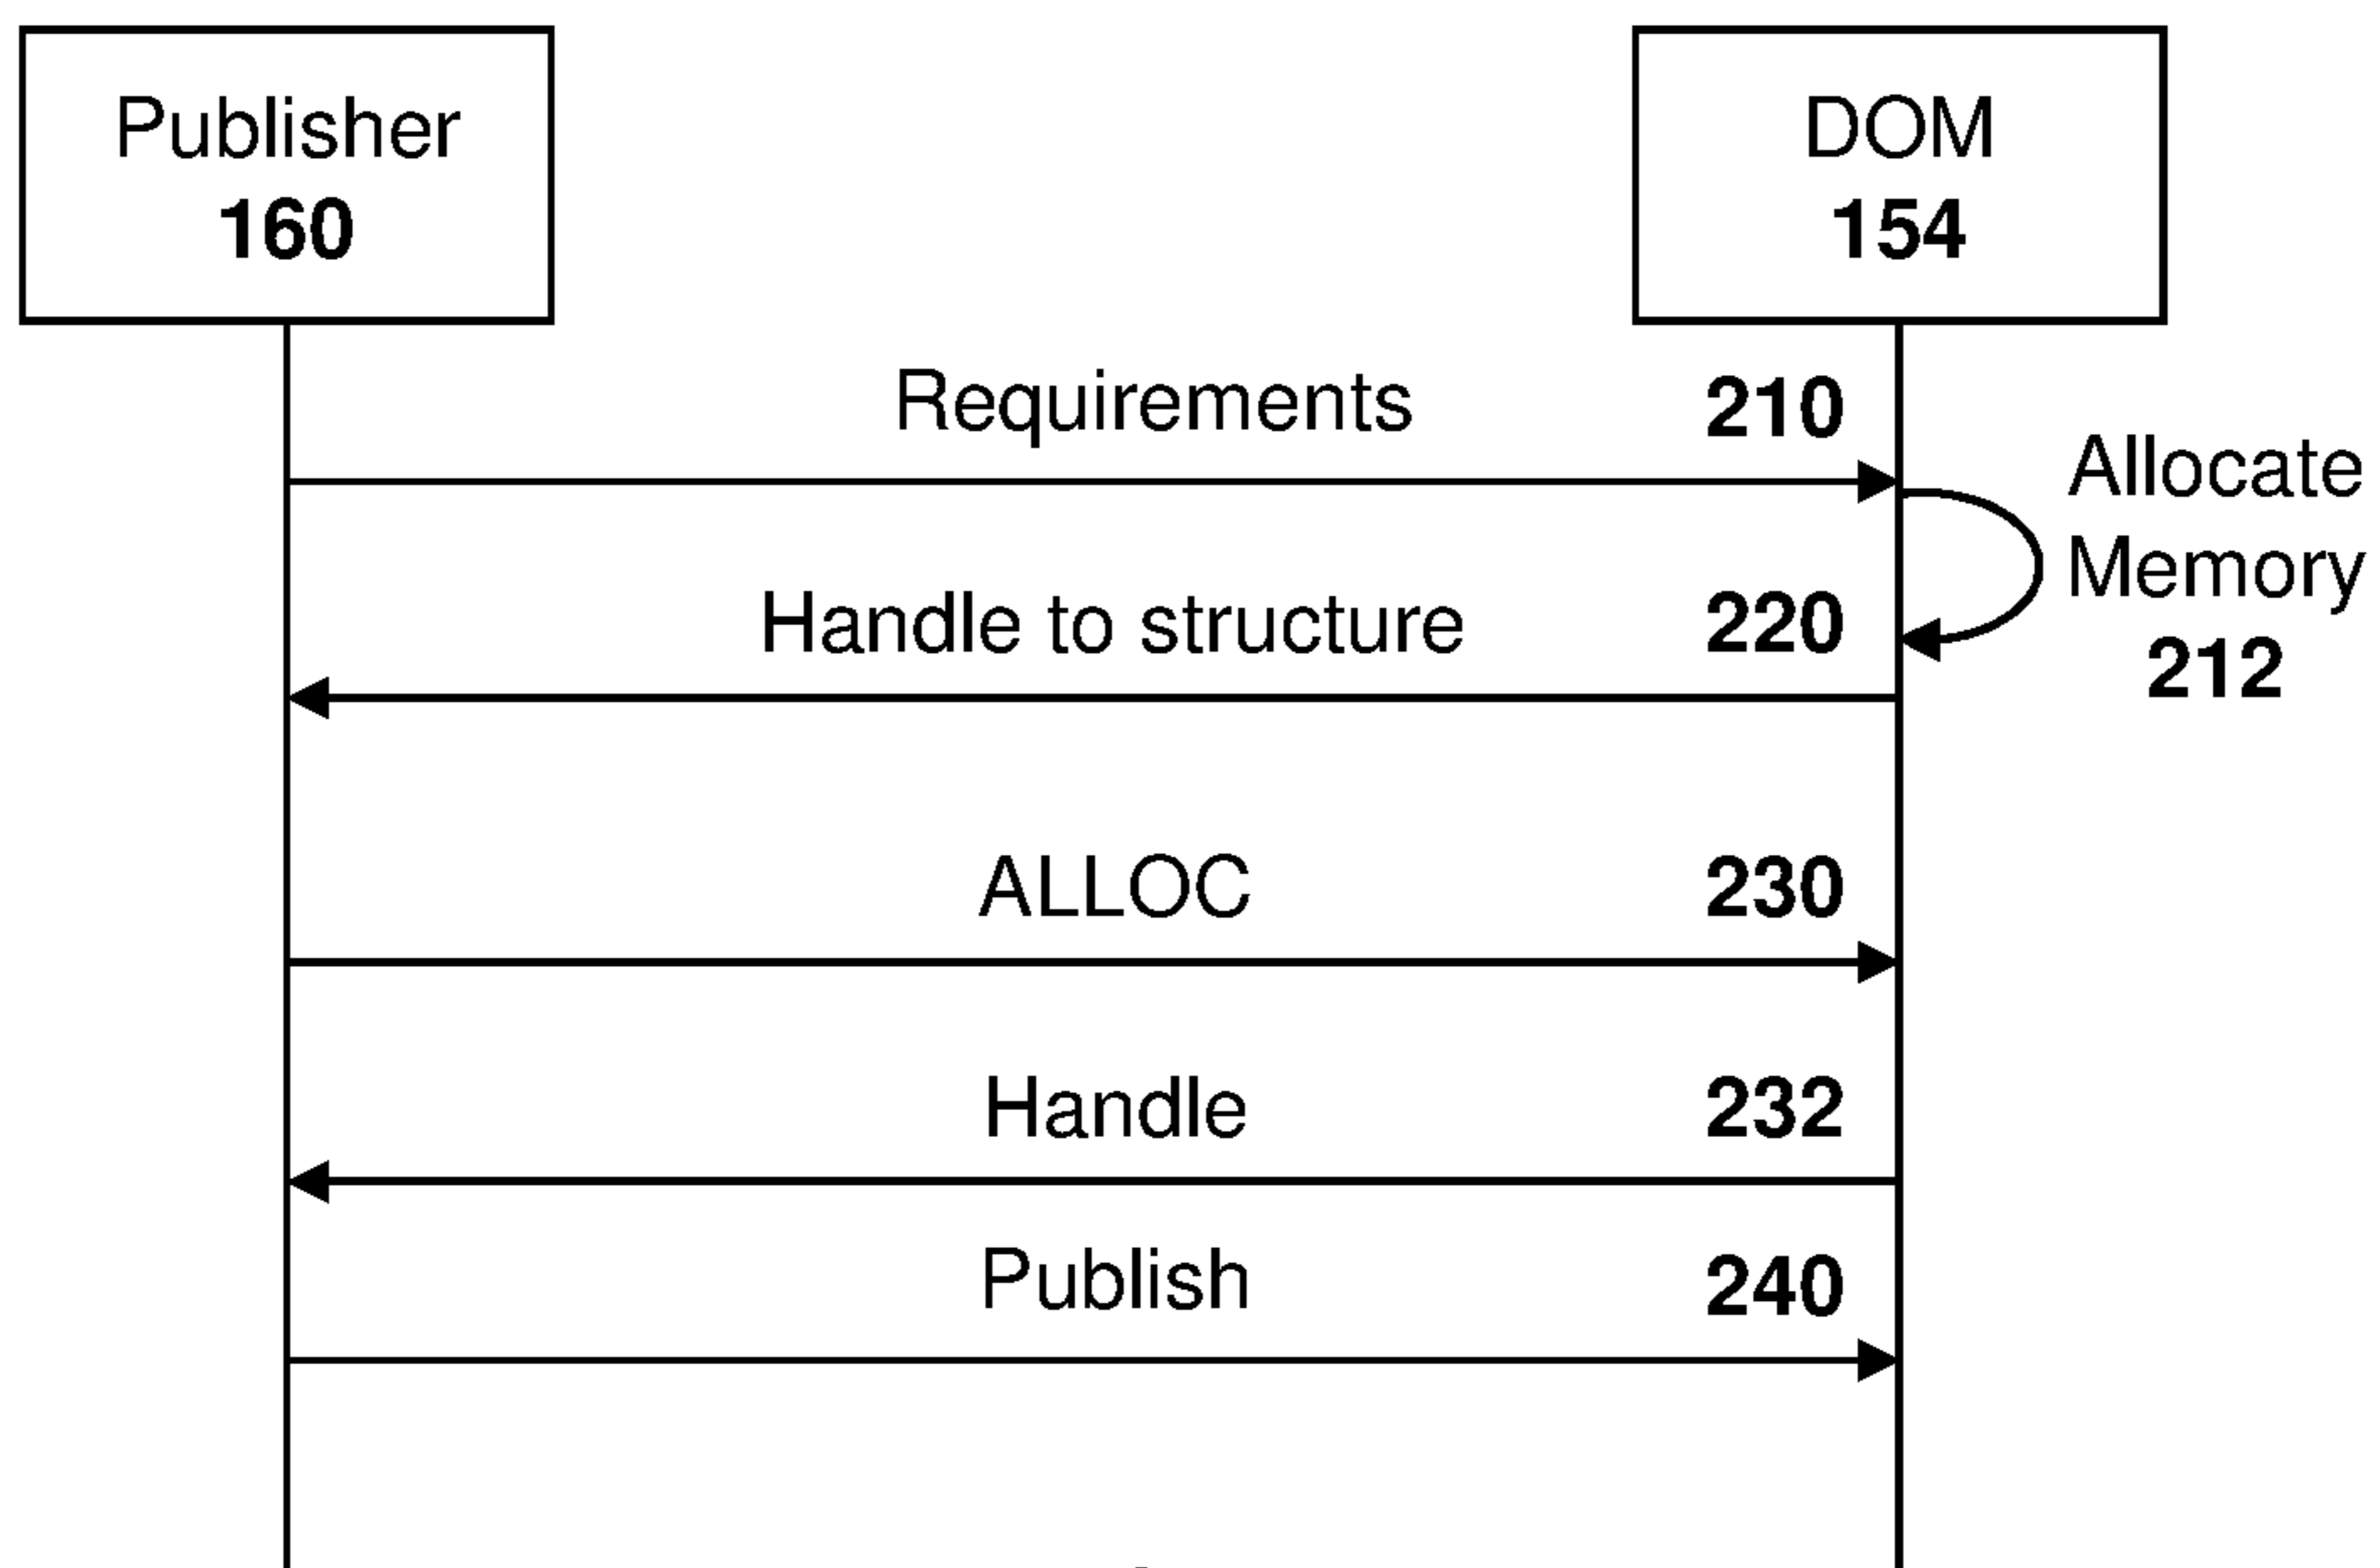 Publisher
160
DOM
154
Requirements 210
Allocate
Memory
212
Handle to structure 220
ALLOC 230
Handle 232
Publish 240